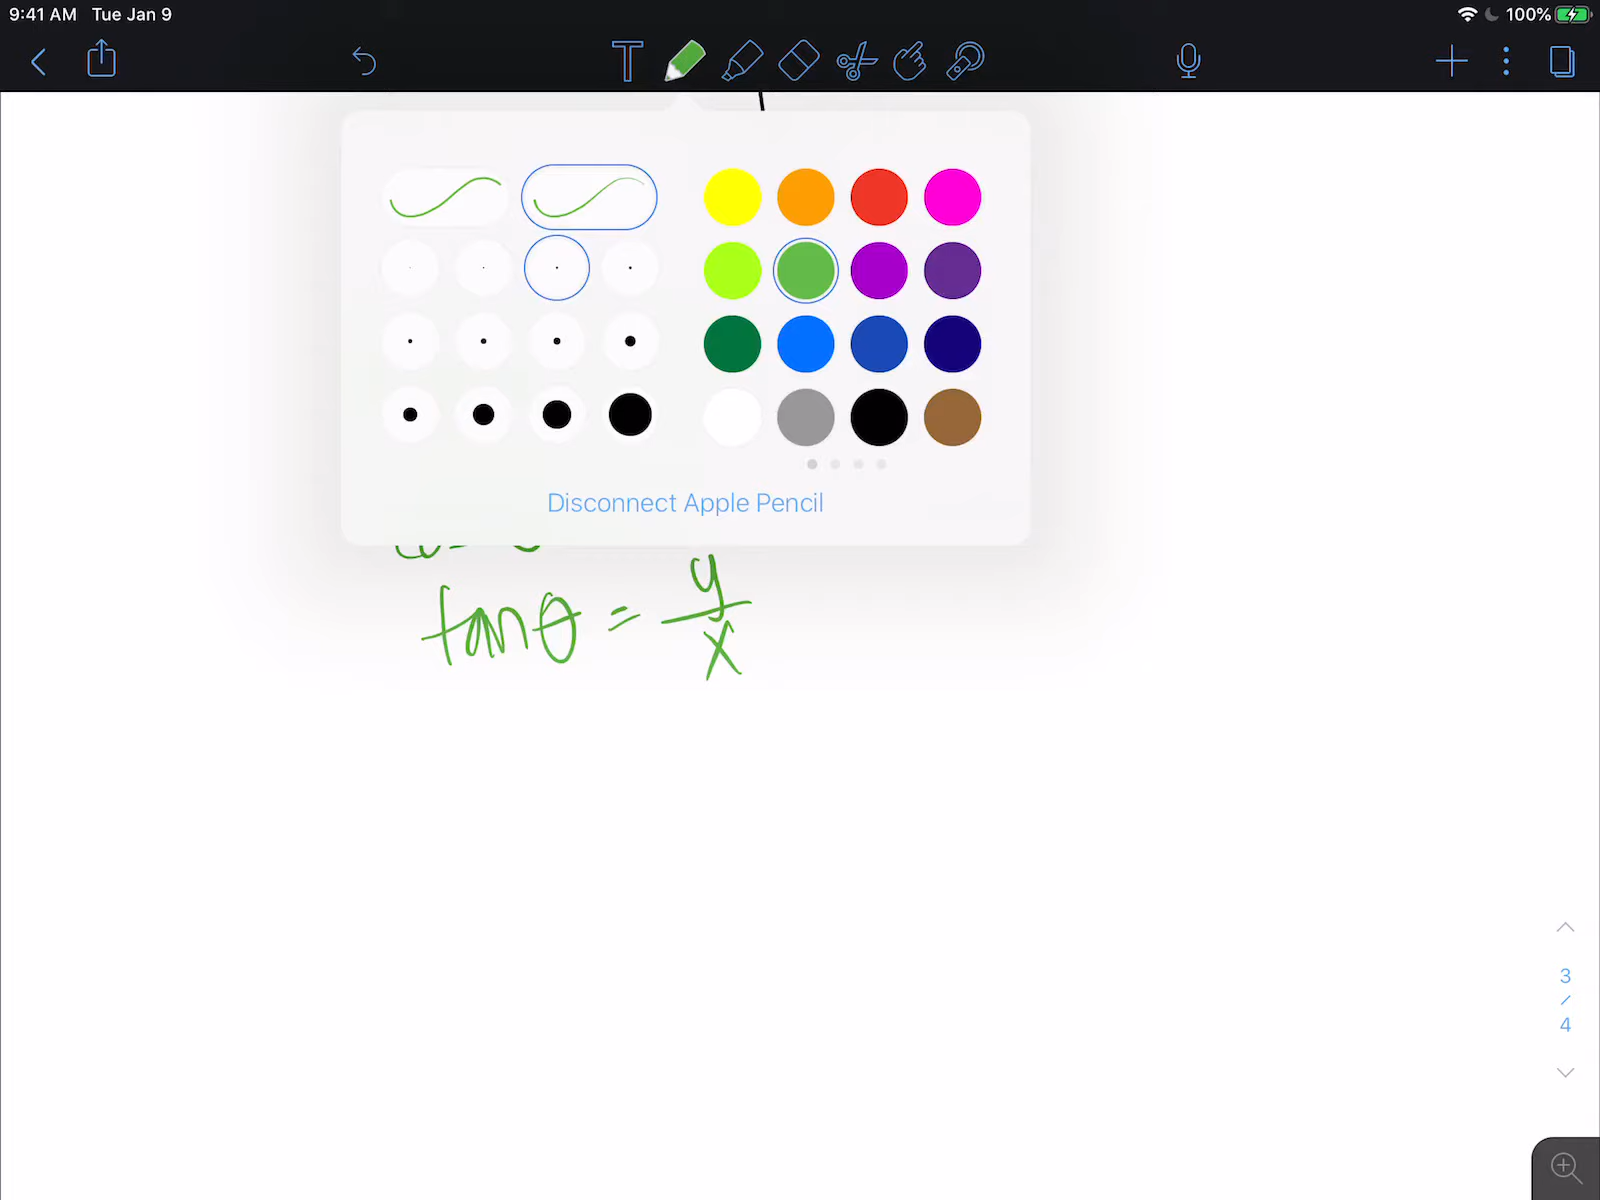 9:41 AM Tue Jan 9 100%
T
Disconnect Apple Pencil
tanθ = y/x
3
/
4